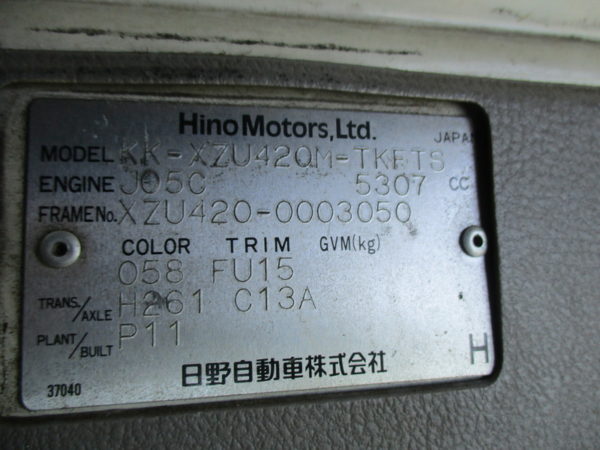 Hino Motors, Ltd.
JAPAN
MODEL KK-XZU420M-TKFTS
ENGINE J05C 5307 CC
FRAME No. XZU420-0003050
COLOR TRIM GVM(kg)
058 FU15
TRANS./AXLE H261 C13A
PLANT/BUILT P11
日野自動車株式会社
H
37040